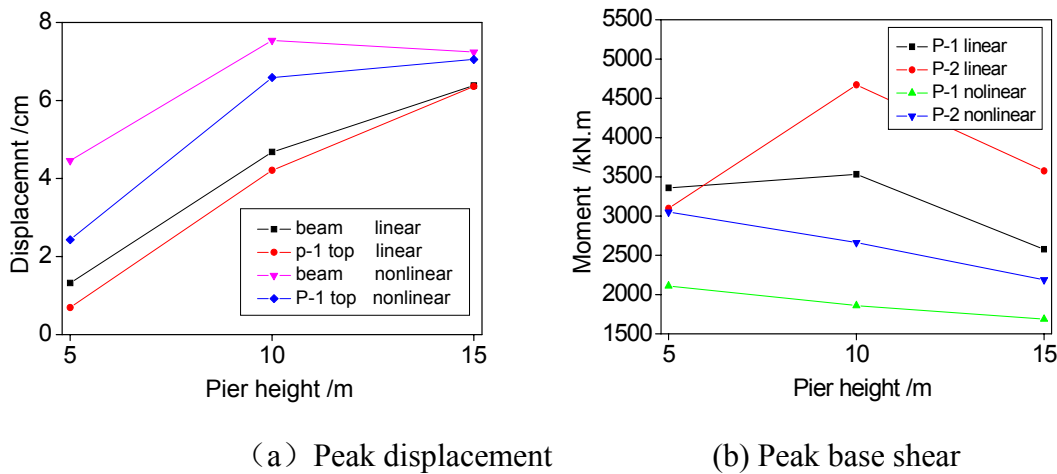 8
6
4
2
0
Displacemnt /cm
beam linear
p-1 top linear
beam nonlinear
P-1 top nonlinear
5 10 15
Pier height /m
(a) Peak displacement
5500
5000
4500
4000
3500
3000
2500
2000
1500
Moment /kN.m
P-1 linear
P-2 linear
P-1 nolinear
P-2 nonlinear
5 10 15
Pier height /m
(b) Peak base shear